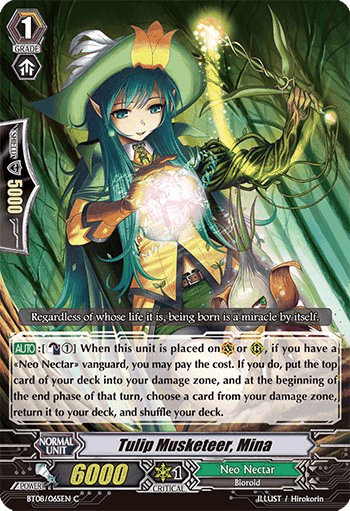 1
GRADE
SHIELD
5000
Regardless of whose life it is, being born is a miracle by itself.
AUTO:[①] When this unit is placed on or , if you have a
«Neo Nectar» vanguard, you may pay the cost. If you do, put the top
card of your deck into your damage zone, and at the beginning of
the end phase of that turn, choose a card from your damage zone,
return it to your deck, and shuffle your deck.
NORMAL
UNIT
Tulip Musketeer, Mina
POWER
6000
1
CRITICAL
Neo Nectar
Bioroid
BT08/065EN C
ILLUST / Hirokorin